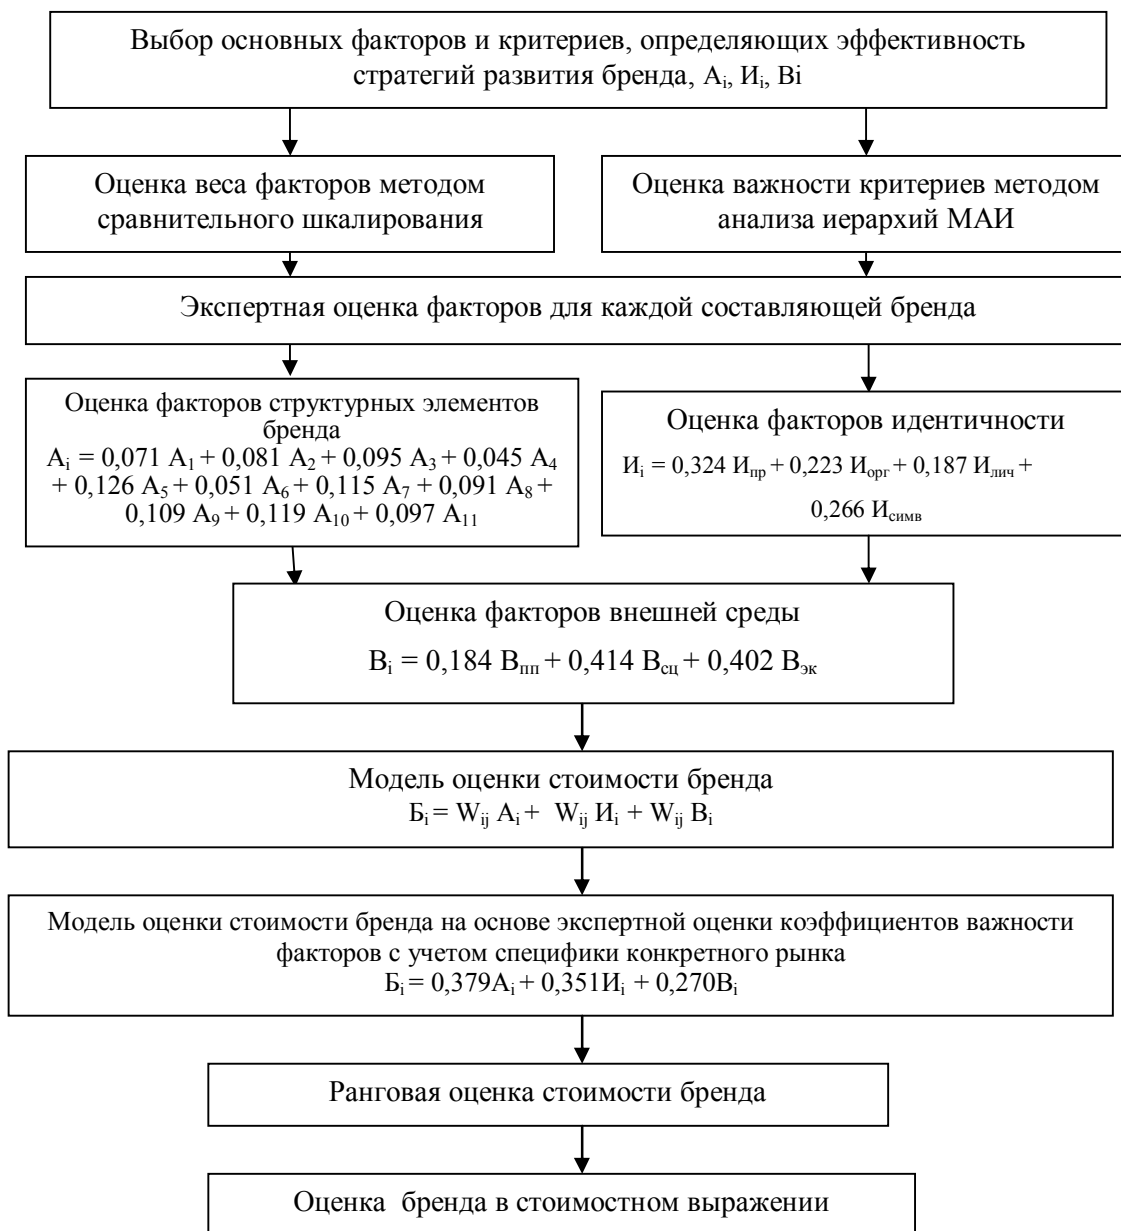 Выбор основных факторов и критериев, определяющих эффективность
стратегий развития бренда, Аᵢ, Иᵢ, Вi
Оценка веса факторов методом
сравнительного шкалирования
Оценка важности критериев методом
анализа иерархий МАИ
Экспертная оценка факторов для каждой составляющей бренда
Оценка факторов структурных элементов
бренда
Аi = 0,071 А1 + 0,081 А2 + 0,095 А3 + 0,045 А4
+ 0,126 А5 + 0,051 А6 + 0,115 А7 + 0,091 А8 +
0,109 А9 + 0,119 А10 + 0,097 А11
Оценка факторов идентичности
Иi = 0,324 Ипр + 0,223 Иорг + 0,187 Илич +
0,266 Исимв
Оценка факторов внешней среды
Вi = 0,184 Впп + 0,414 Всц + 0,402 Вэк
Модель оценки стоимости бренда
Бi = Wij Аi + Wij Иi + Wij Вi
Модель оценки стоимости бренда на основе экспертной оценки коэффициентов важности
факторов с учетом специфики конкретного рынка
Бi = 0,379Аi + 0,351Иi + 0,270Вi
Ранговая оценка стоимости бренда
Оценка бренда в стоимостном выражении